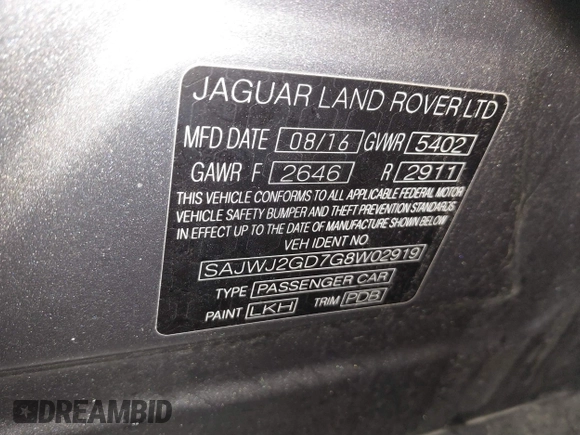 JAGUAR LAND ROVER LTD
MFD DATE 08/16 GVWR 5402
GAWR F 2646 R 2911
THIS VEHICLE CONFORMS TO ALL APPLICABLE FEDERAL MOTOR
VEHICLE SAFETY BUMPER AND THEFT PREVENTION STANDARDS
IN EFFECT UP TO THE DATE OF MANUFACTURE SHOWN BELOW
VEH IDENT NO
SAJWJ2GD7G8W02919
TYPE PASSENGER CAR
PAINT LKH TRIM PDB
DREAMBID